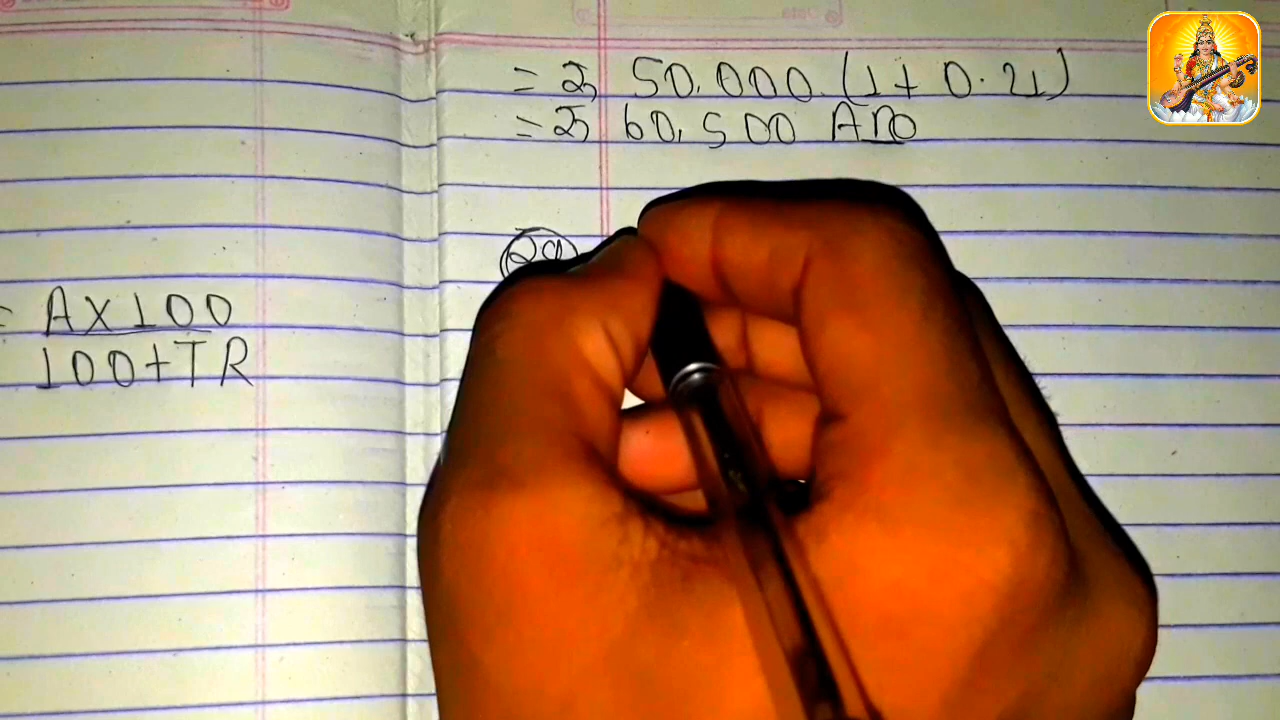 = रु 50,000 (1+0.21)
= रु 60,500 Ans
= A×100
100+TR